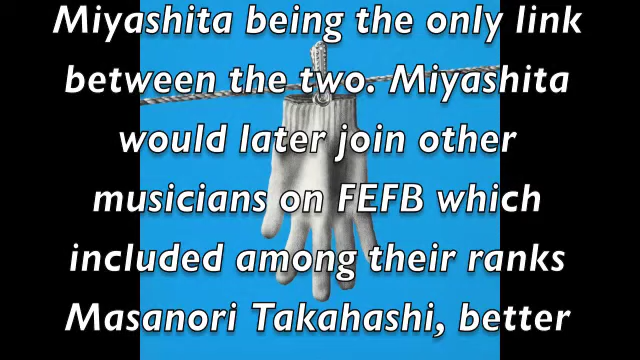 Miyashita being the only link
between the two. Miyashita
would later join other
musicians on FEFB which
included among their ranks
Masanori Takahashi, better